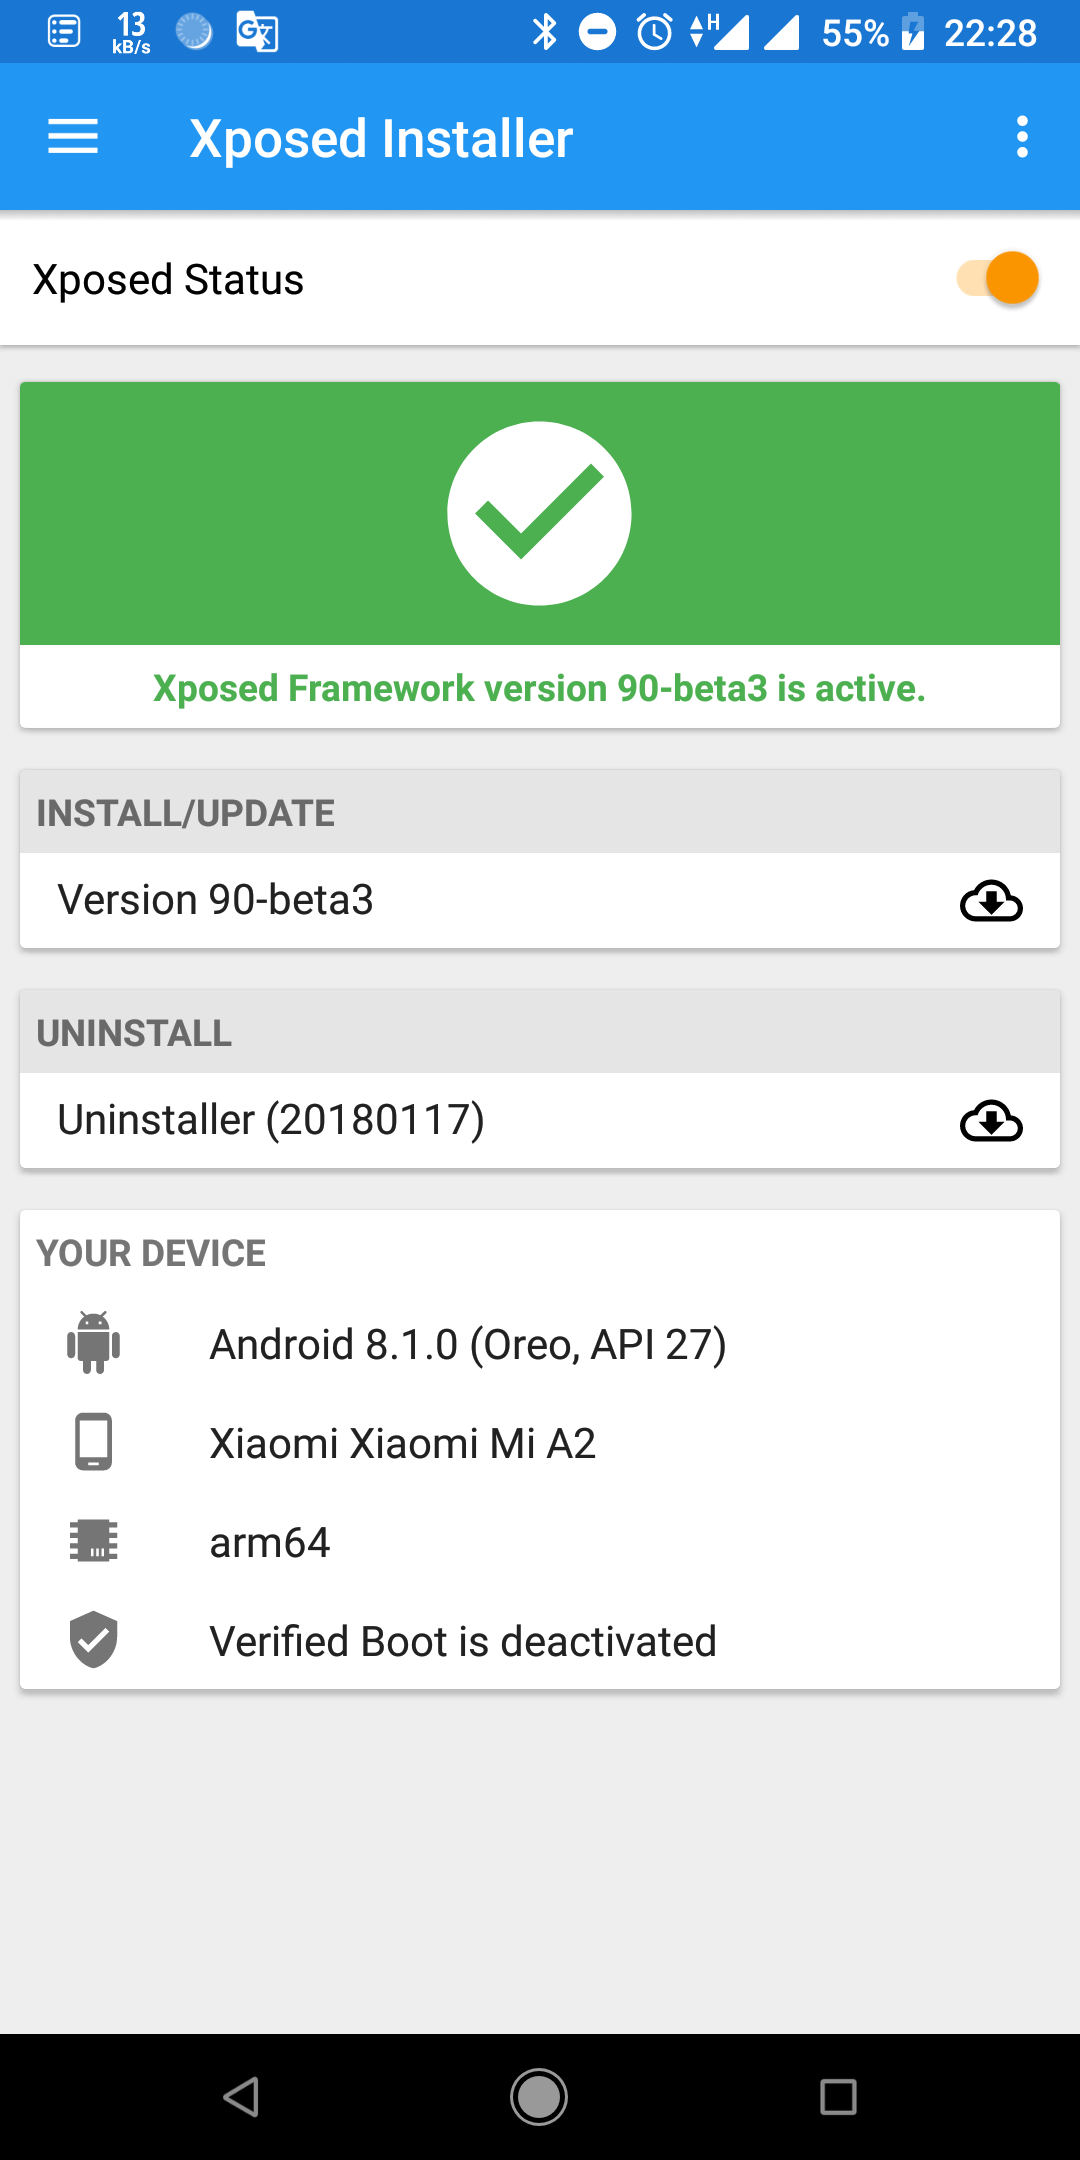 13
kB/s
G
H
55%
22:28
Xposed Installer
Xposed Status
Xposed Framework version 90-beta3 is active.
INSTALL/UPDATE
Version 90-beta3
UNINSTALL
Uninstaller (20180117)
YOUR DEVICE
Android 8.1.0 (Oreo, API 27)
Xiaomi Xiaomi Mi A2
arm64
Verified Boot is deactivated